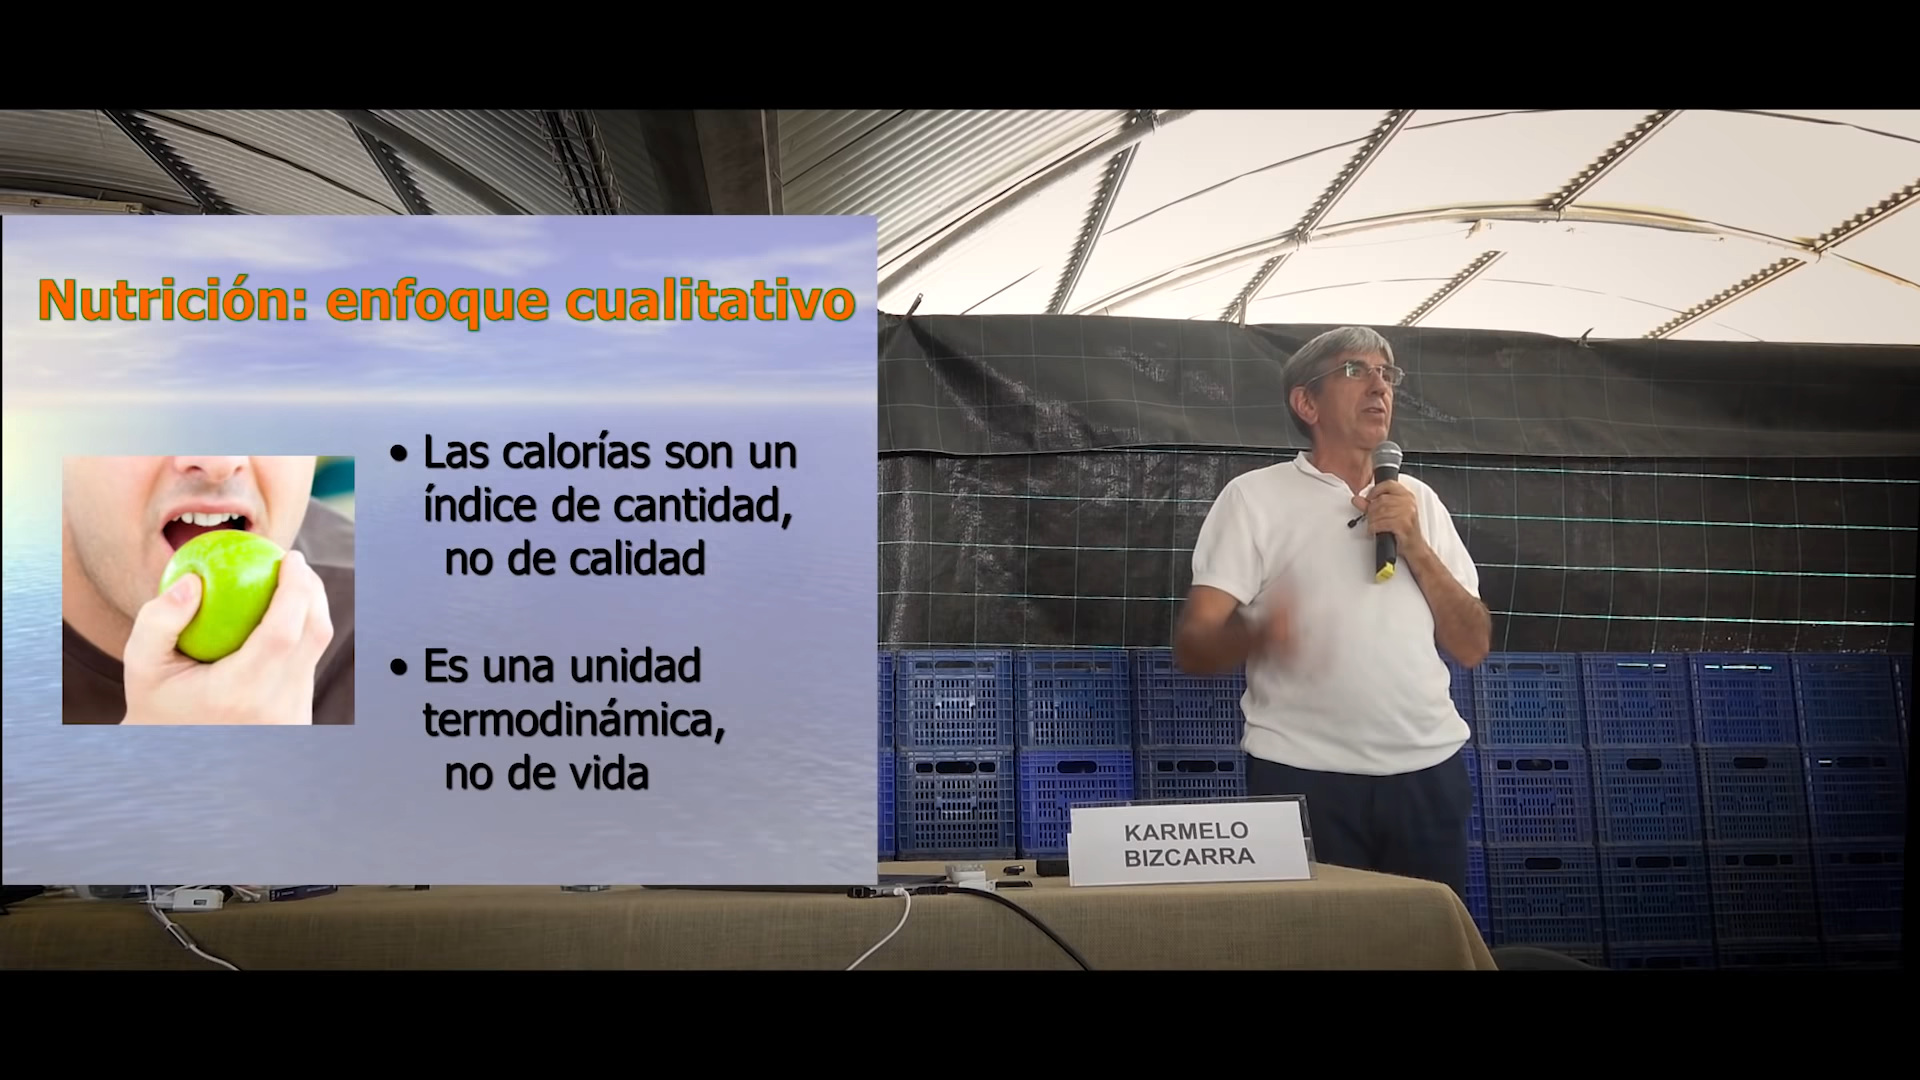 Nutrición: enfoque cualitativo
• Las calorías son un
índice de cantidad,
no de calidad
• Es una unidad
termodinámica,
no de vida
KARMELO
BIZCARRA